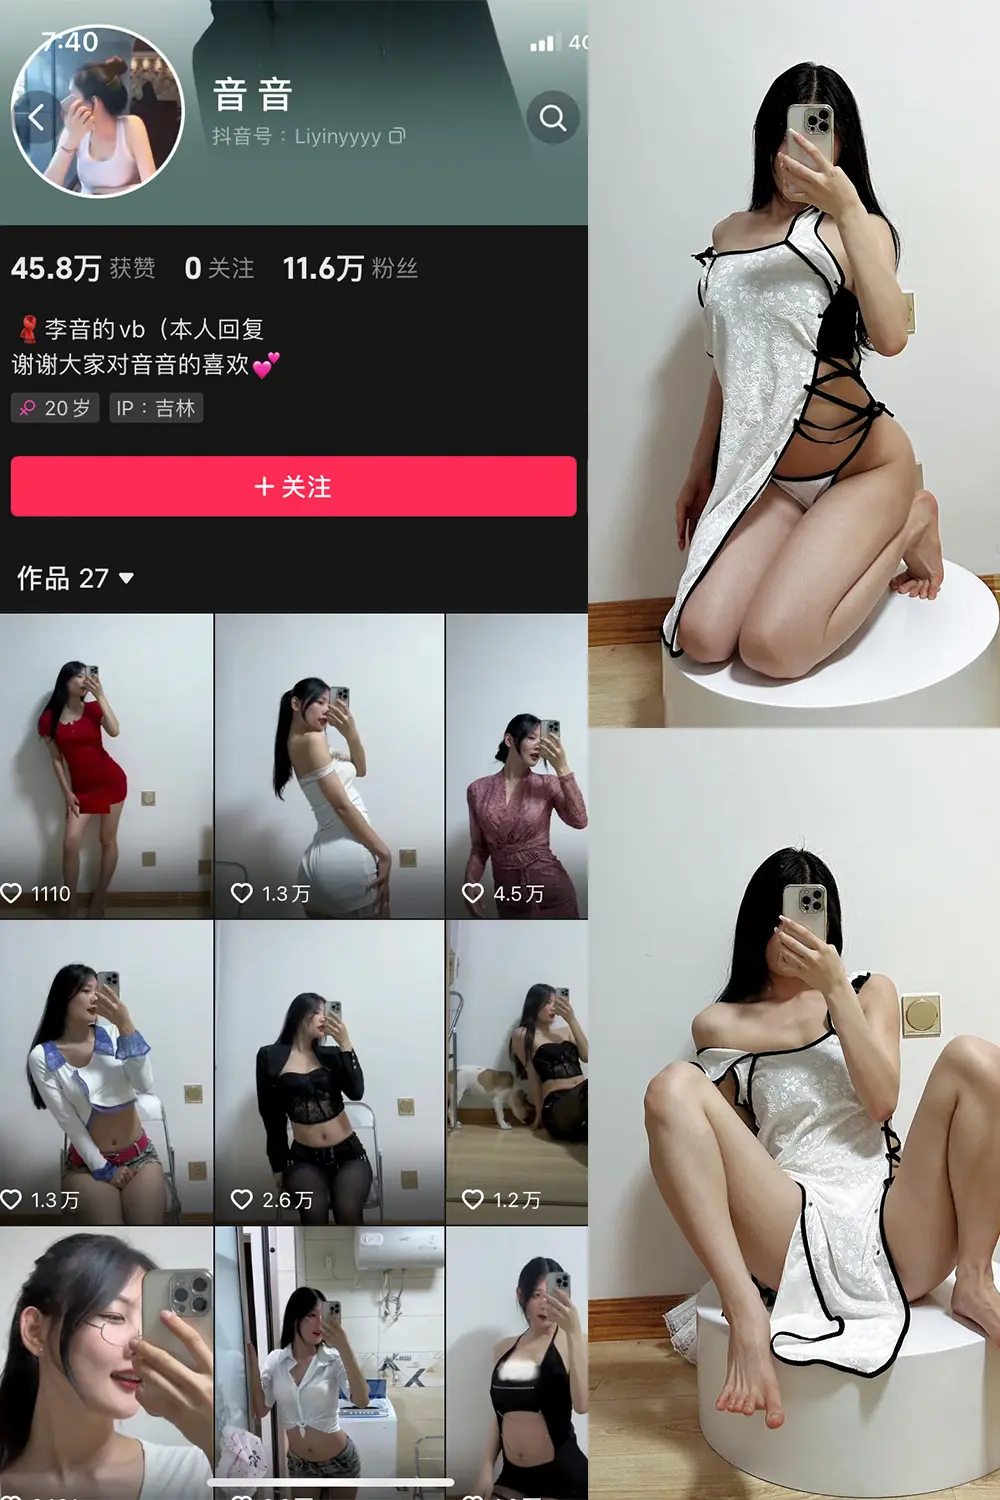 7:40
4G
音音
抖音号：Liyinyyyy
45.8万 获赞 0 关注 11.6万 粉丝
李音的vb（本人回复
谢谢大家对音音的喜欢💕
20岁 IP：吉林
+ 关注
作品 27
1110
1.3万
4.5万
1.3万
2.6万
1.2万